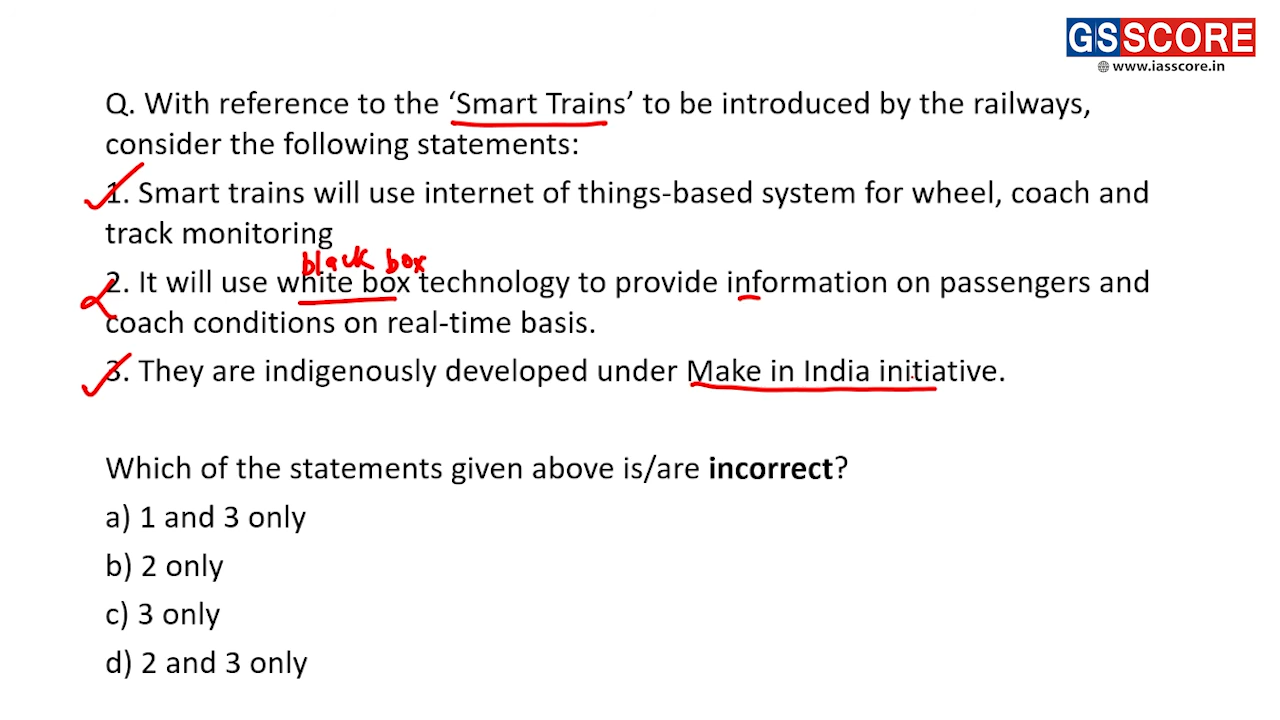 GSSCORE
www.iasscore.in
Q. With reference to the ‘Smart Trains’ to be introduced by the railways,
consider the following statements:
1. Smart trains will use internet of things-based system for wheel, coach and
track monitoring
black box
2. It will use white box technology to provide information on passengers and
coach conditions on real-time basis.
3. They are indigenously developed under Make in India initiative.
Which of the statements given above is/are incorrect?
a) 1 and 3 only
b) 2 only
c) 3 only
d) 2 and 3 only